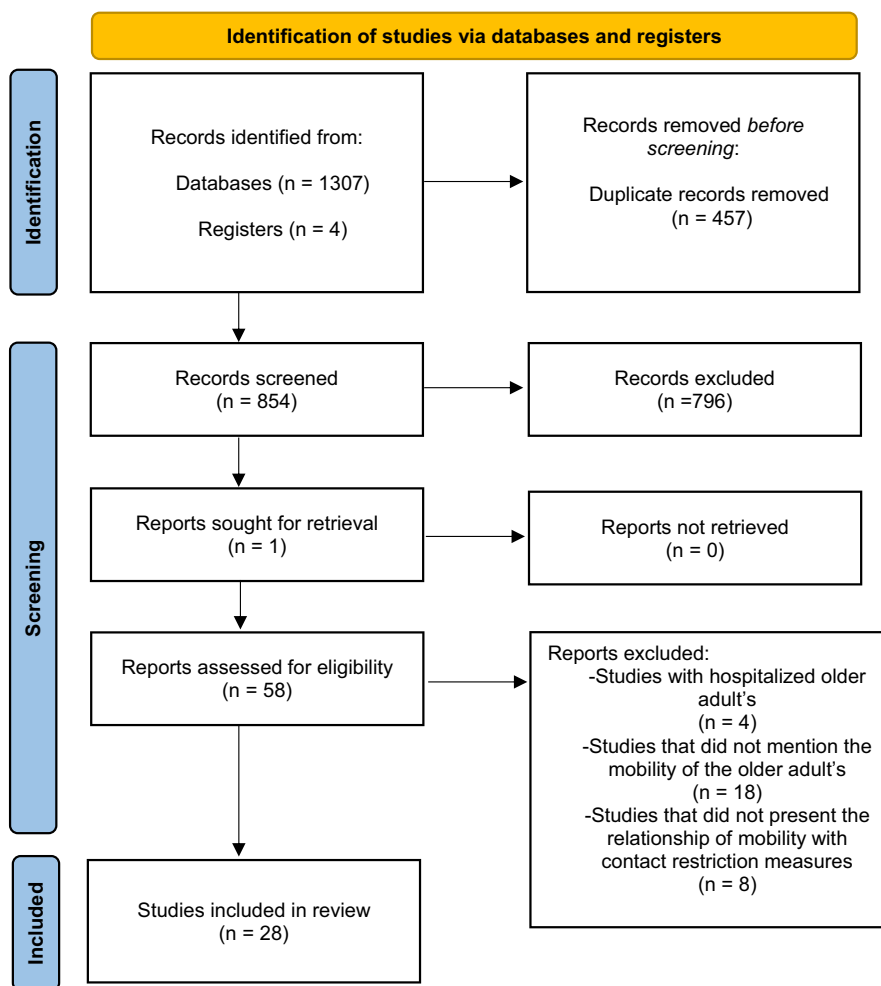 Identification of studies via databases and registers
Identification
Records identified from:
Databases (n = 1307)
Registers (n = 4)
Records removed before
screening:
Duplicate records removed
(n = 457)
Screening
Records screened
(n = 854)
Records excluded
(n =796)
Reports sought for retrieval
(n = 1)
Reports not retrieved
(n = 0)
Reports assessed for eligibility
(n = 58)
Reports excluded:
-Studies with hospitalized older
adult’s
(n = 4)
-Studies that did not mention the
mobility of the older adult’s
(n = 18)
-Studies that did not present the
relationship of mobility with
contact restriction measures
(n = 8)
Included
Studies included in review
(n = 28)